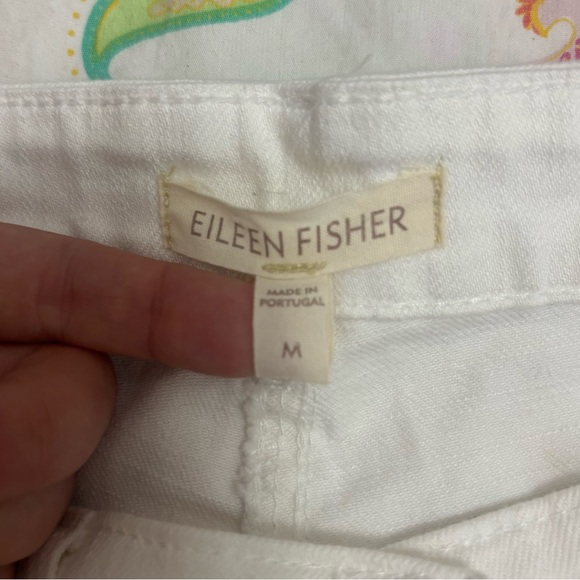 EILEEN FISHER
MADE IN
PORTUGAL
M